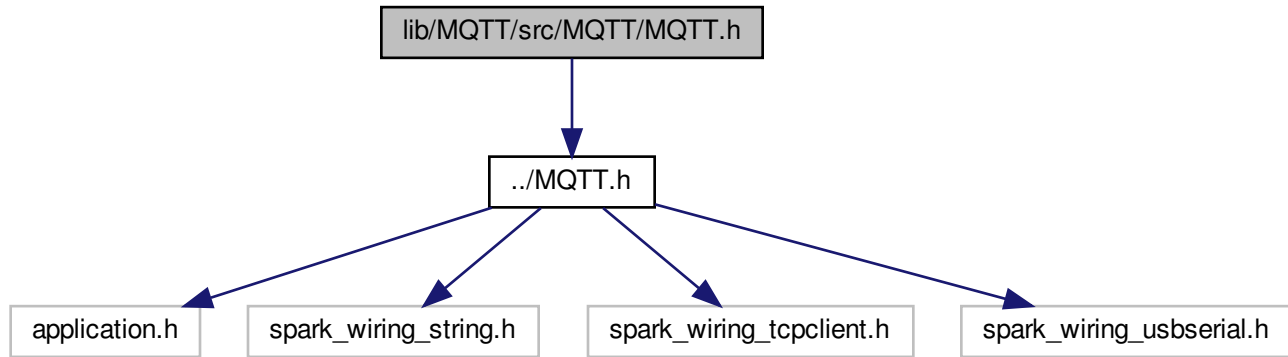 lib/MQTT/src/MQTT/MQTT.h
../MQTT.h
application.h
spark_wiring_string.h
spark_wiring_tcpclient.h
spark_wiring_usbserial.h